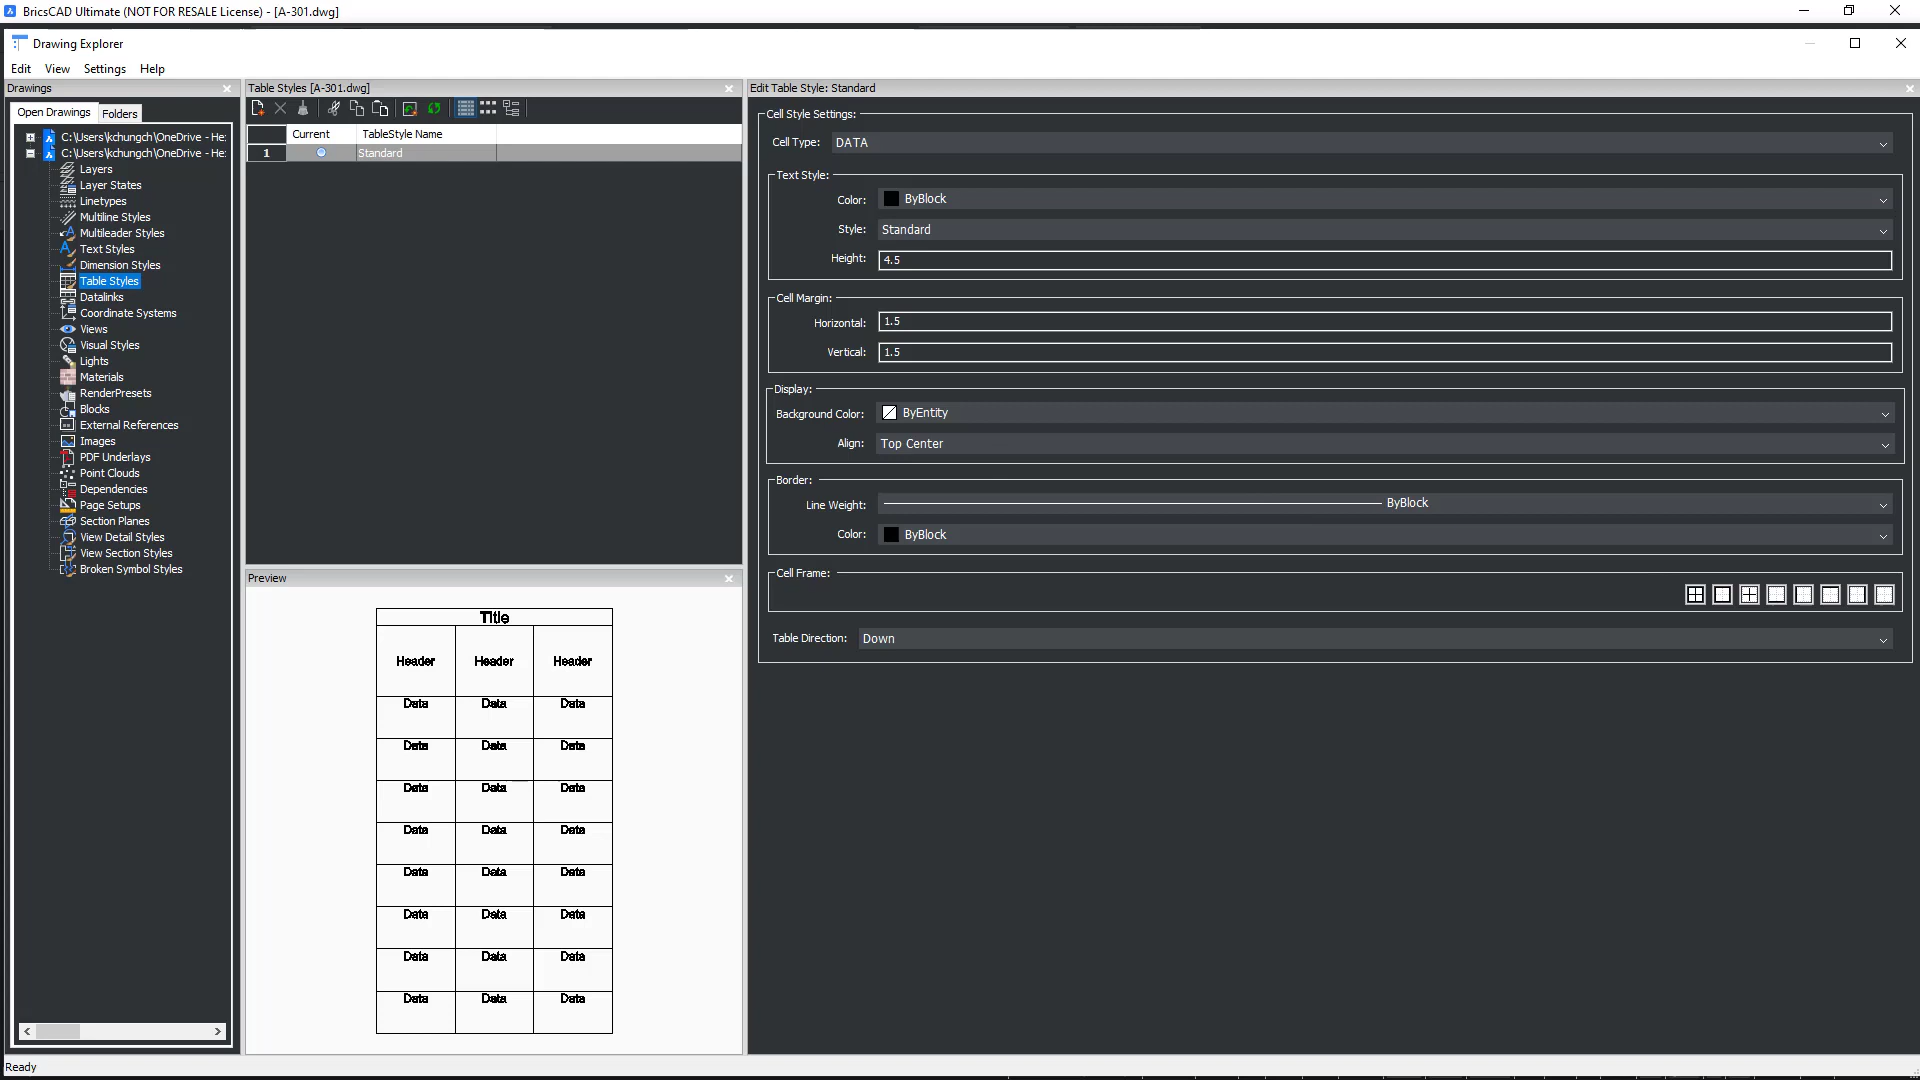 BricsCAD Ultimate (NOT FOR RESALE License) - [A-301.dwg]
Drawing Explorer
Edit View Settings Help
Drawings
Open Drawings Folders
C:\Users\kchungch\OneDrive - He:
C:\Users\kchungch\OneDrive - He:
Layers
Layer States
Linetypes
Multiline Styles
Multileader Styles
Text Styles
Dimension Styles
Table Styles
Datalinks
Coordinate Systems
Views
Visual Styles
Lights
Materials
RenderPresets
Blocks
External References
Images
PDF Underlays
Point Clouds
Dependencies
Page Setups
Section Planes
View Detail Styles
View Section Styles
Broken Symbol Styles
Table Styles [A-301.dwg]
Current TableStyle Name
1 Standard
Preview
Title
Header Header Header
Data Data Data
Data Data Data
Data Data Data
Data Data Data
Data Data Data
Data Data Data
Data Data Data
Data Data Data
Edit Table Style: Standard
Cell Style Settings:
Cell Type: DATA
Text Style:
Color: ByBlock
Style: Standard
Height: 4.5
Cell Margin:
Horizontal: 1.5
Vertical: 1.5
Display:
Background Color: ByEntity
Align: Top Center
Border:
Line Weight: ByBlock
Color: ByBlock
Cell Frame:
Table Direction: Down
Ready